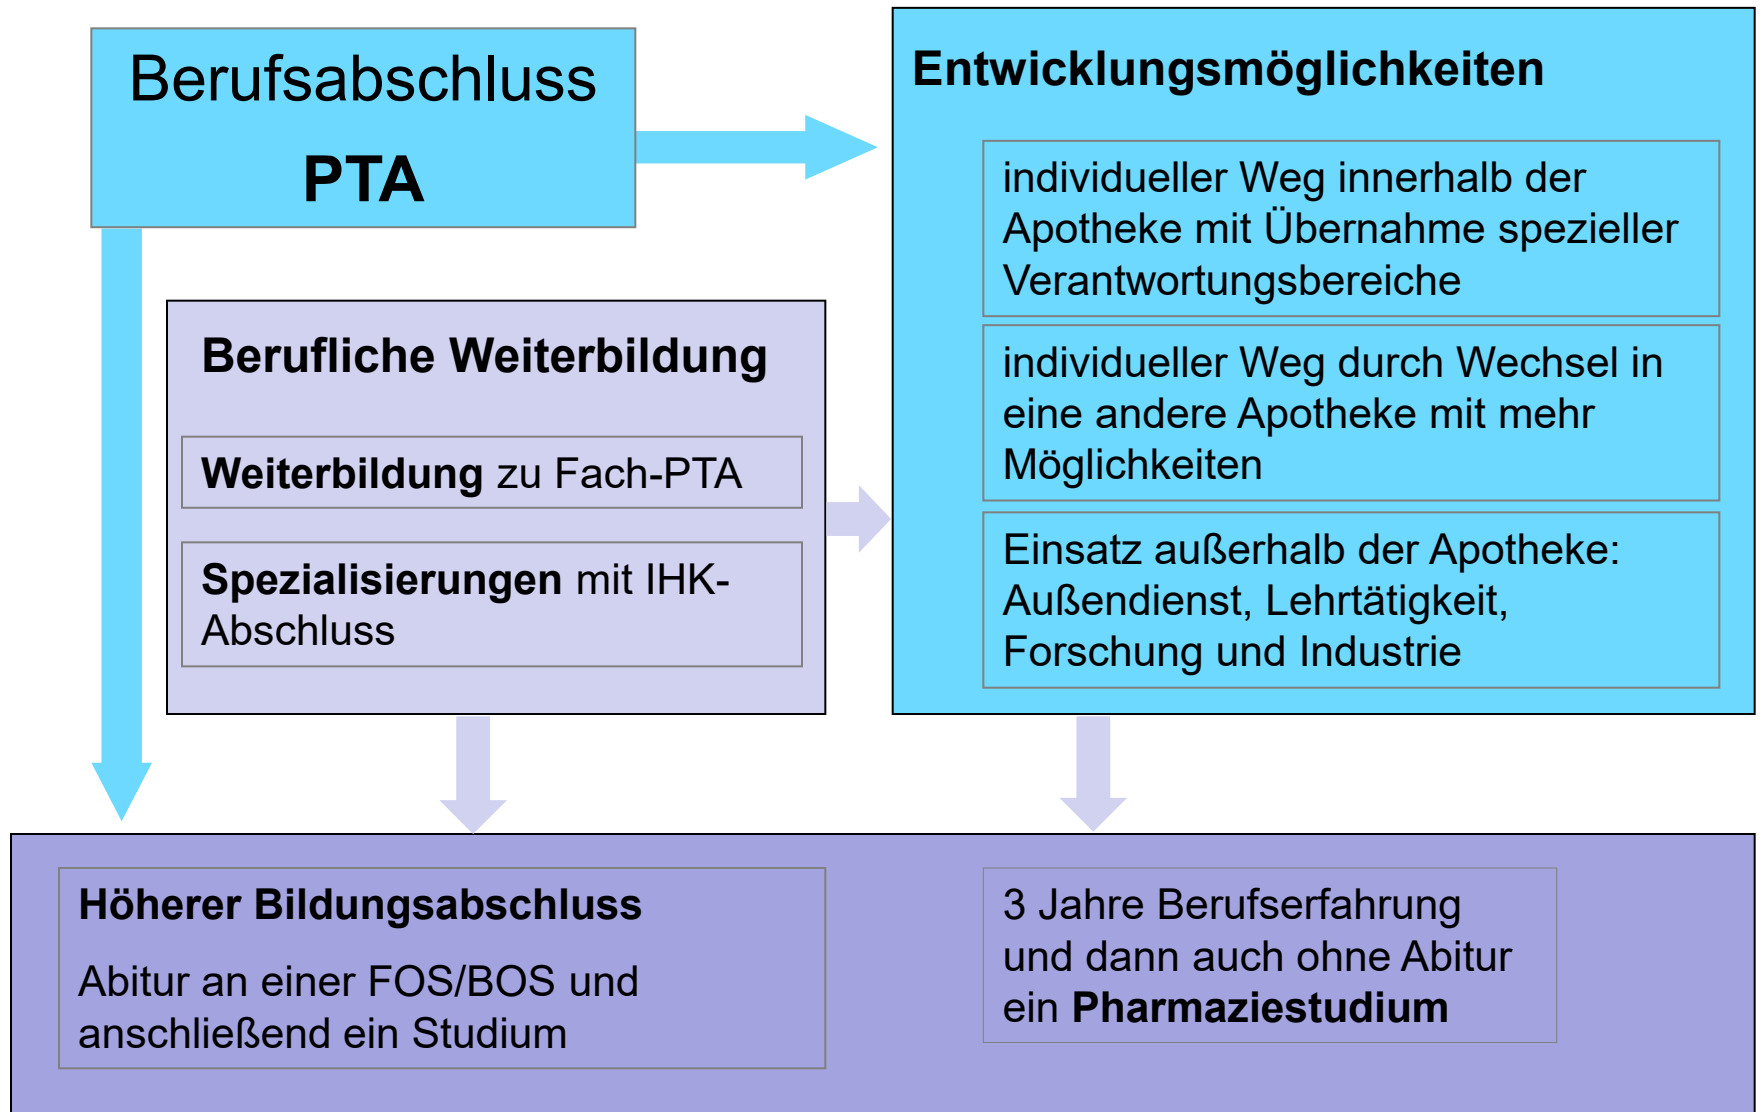 Berufsabschluss
PTA
Entwicklungsmöglichkeiten
individueller Weg innerhalb der
Apotheke mit Übernahme spezieller
Verantwortungsbereiche
individueller Weg durch Wechsel in
eine andere Apotheke mit mehr
Möglichkeiten
Einsatz außerhalb der Apotheke:
Außendienst, Lehrtätigkeit,
Forschung und Industrie
Berufliche Weiterbildung
Weiterbildung zu Fach-PTA
Spezialisierungen mit IHK-
Abschluss
Höherer Bildungsabschluss
Abitur an einer FOS/BOS und
anschließend ein Studium
3 Jahre Berufserfahrung
und dann auch ohne Abitur
ein Pharmaziestudium